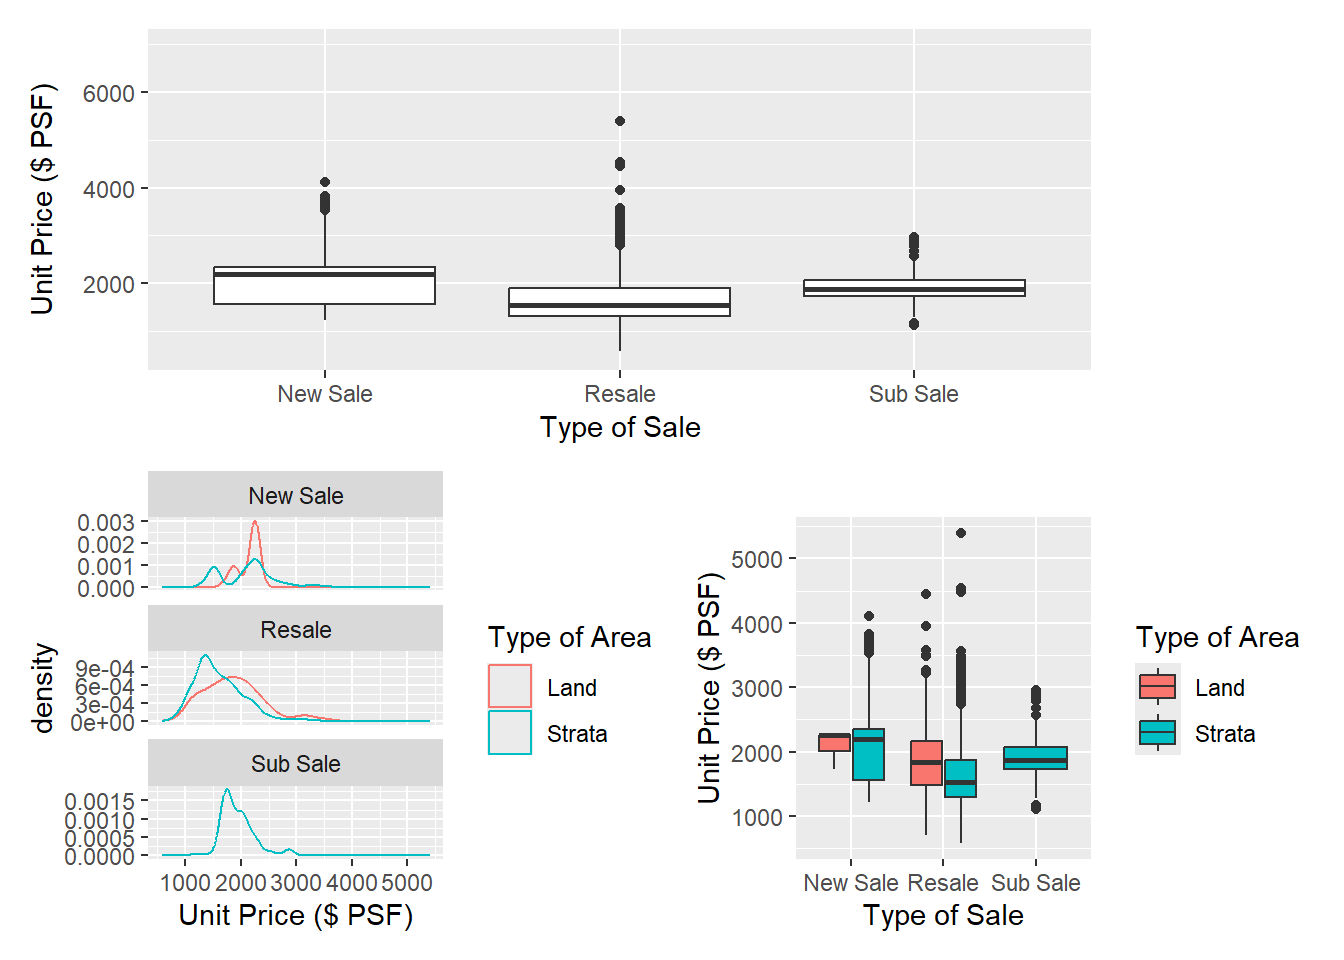 Unit Price ($ PSF)
6000
4000
2000
New Sale Resale Sub Sale
Type of Sale
density
New Sale
0.003
0.002
0.001
0.000
Resale
9e-04
6e-04
3e-04
0e+00
Sub Sale
0.0015
0.0010
0.0005
0.0000
1000 2000 3000 4000 5000
Unit Price ($ PSF)
Type of Area
Land
Strata
Unit Price ($ PSF)
5000
4000
3000
2000
1000
New Sale Resale Sub Sale
Type of Sale
Type of Area
Land
Strata